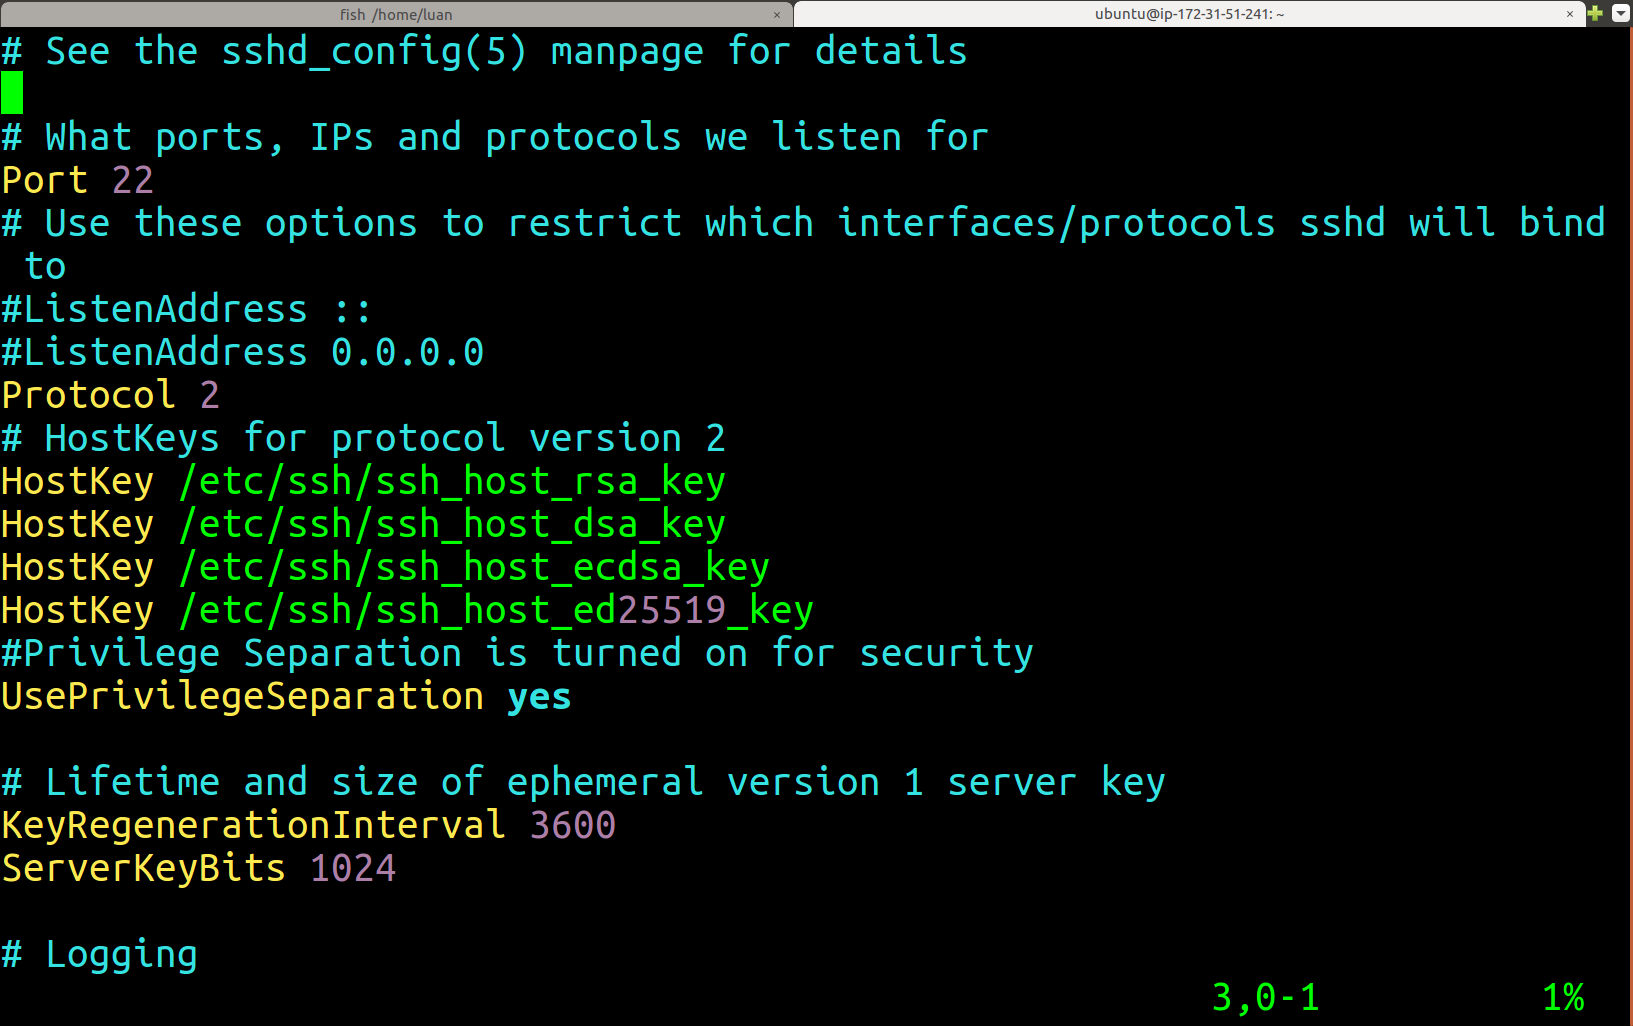 fish /home/luan × ubuntu@ip-172-31-51-241: ~ ×
# See the sshd_config(5) manpage for details
# What ports, IPs and protocols we listen for
Port 22
# Use these options to restrict which interfaces/protocols sshd will bind
to
#ListenAddress ::
#ListenAddress 0.0.0.0
Protocol 2
# HostKeys for protocol version 2
HostKey /etc/ssh/ssh_host_rsa_key
HostKey /etc/ssh/ssh_host_dsa_key
HostKey /etc/ssh/ssh_host_ecdsa_key
HostKey /etc/ssh/ssh_host_ed25519_key
#Privilege Separation is turned on for security
UsePrivilegeSeparation yes
# Lifetime and size of ephemeral version 1 server key
KeyRegenerationInterval 3600
ServerKeyBits 1024
# Logging
3,0-1 1%